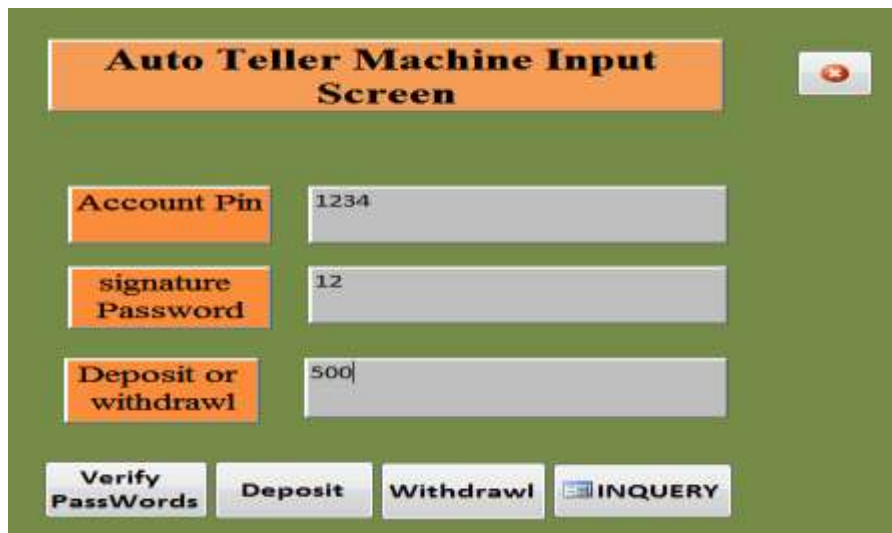 Auto Teller Machine Input
Screen
Account Pin
1234
signature
Password
12
Deposit or
withdrawl
500
Verify
PassWords
Deposit
Withdrawl
INQUERY